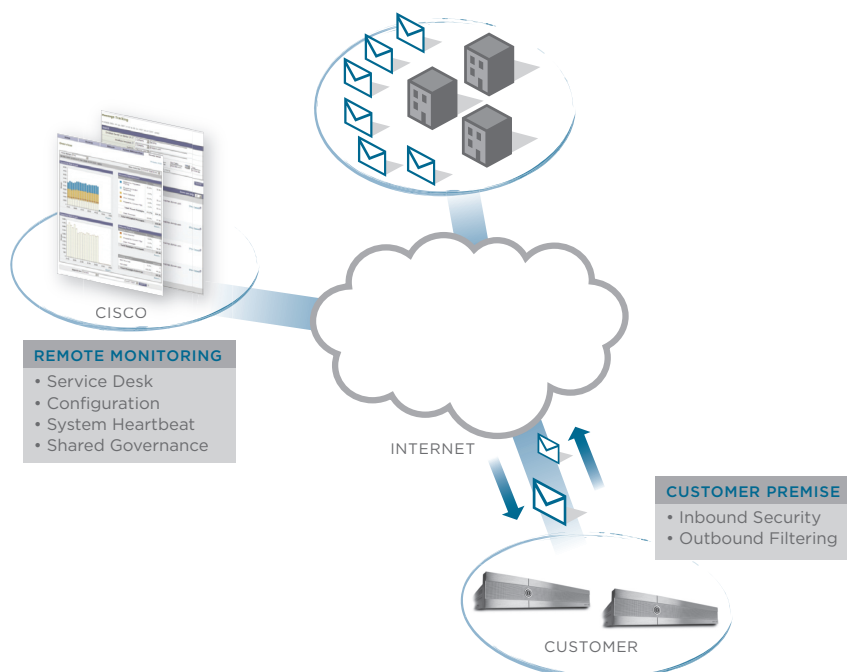 CISCO
REMOTE MONITORING
• Service Desk
• Configuration
• System Heartbeat
• Shared Governance
INTERNET
CUSTOMER PREMISE
• Inbound Security
• Outbound Filtering
CUSTOMER